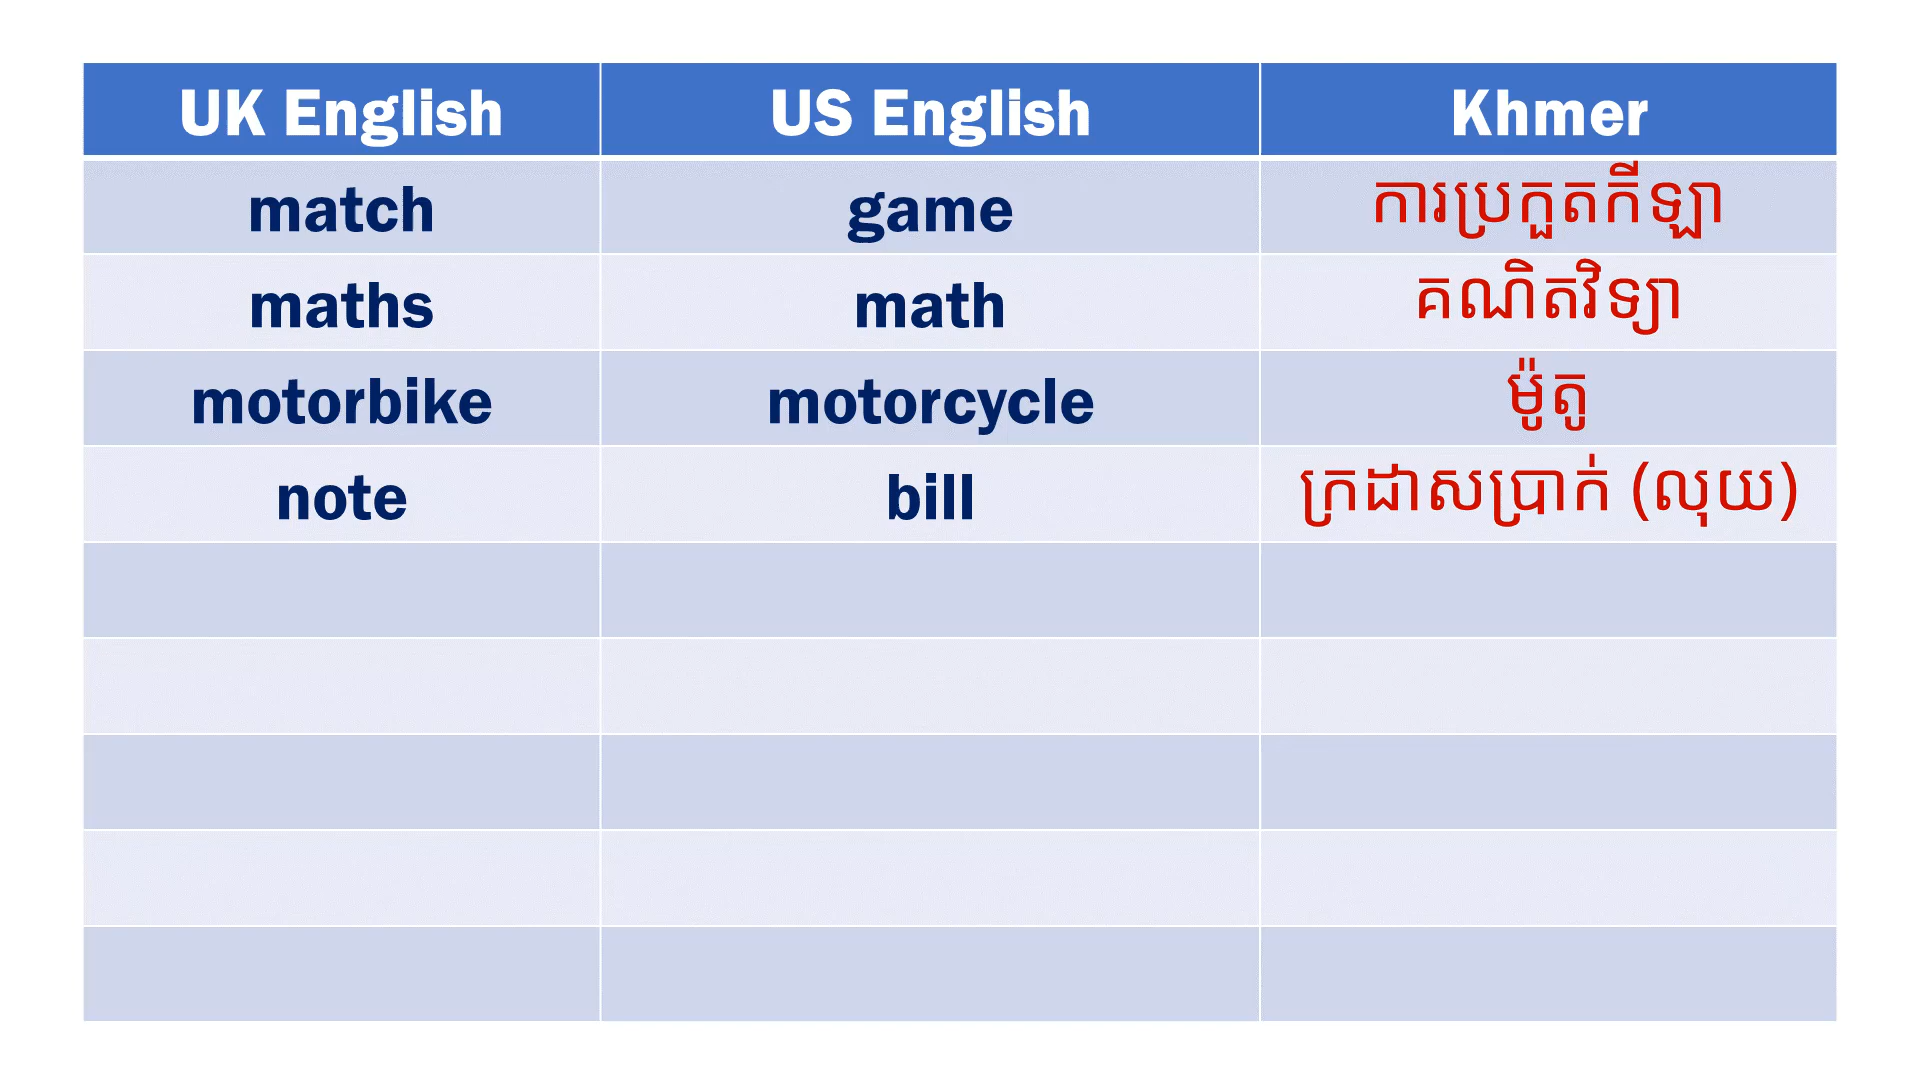 UK English US English Khmer
match game ការប្រកួតកីឡា
maths math គណិតវិទ្យា
motorbike motorcycle ម៉ូតូ
note bill ក្រដាសប្រាក់ (លុយ)